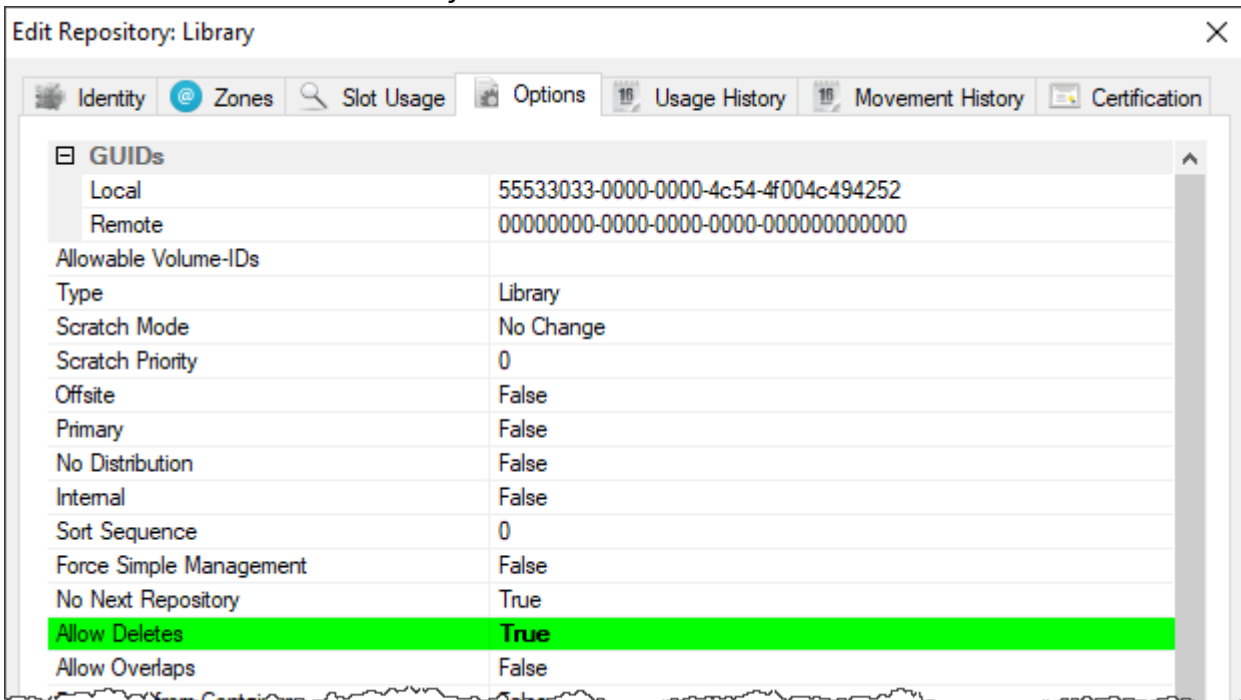 Edit Repository: Library
Identity Zones Slot Usage Options Usage History Movement History Certification
GUIDs
Local 55533033-0000-0000-4c54-4f004c494252
Remote 00000000-0000-0000-0000-000000000000
Allowable Volume-IDs
Type Library
Scratch Mode No Change
Scratch Priority 0
Offsite False
Primary False
No Distribution False
Internal False
Sort Sequence 0
Force Simple Management False
No Next Repository True
Allow Deletes True
Allow Overlaps False